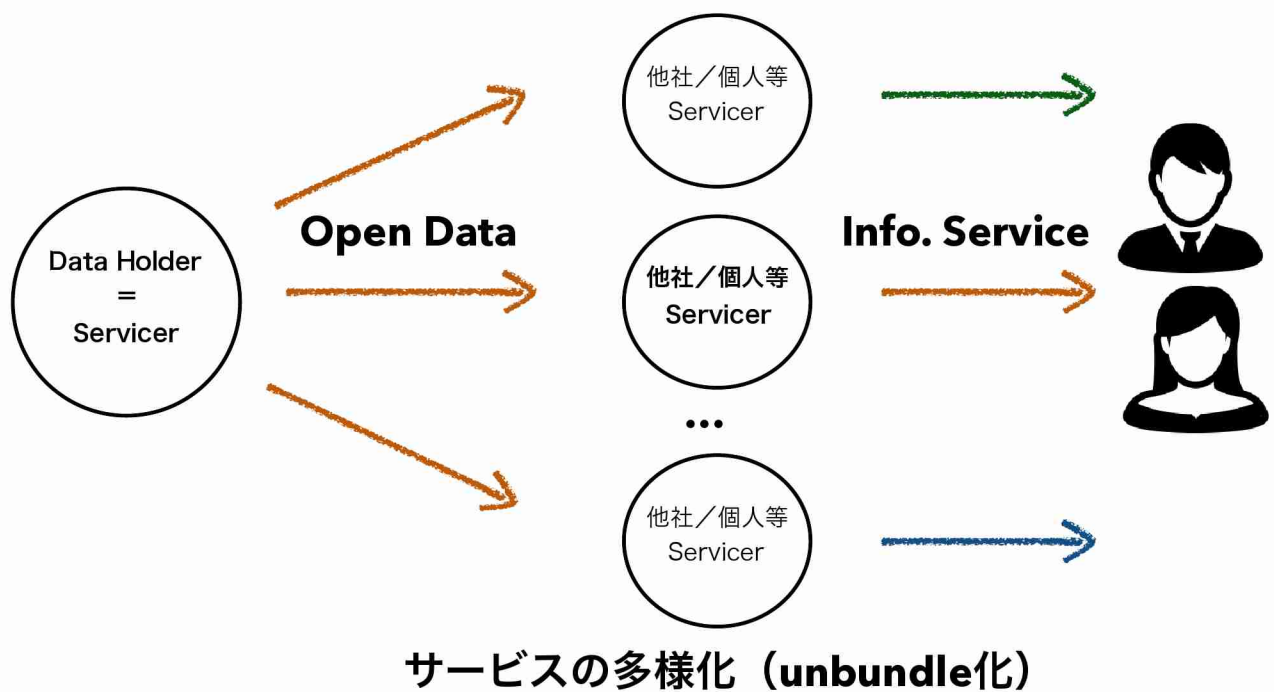 Data Holder
=
Servicer
Open Data
他社／個人等
Servicer
他社／個人等
Servicer
...
他社／個人等
Servicer
Info. Service
サービスの多様化（unbundle化）